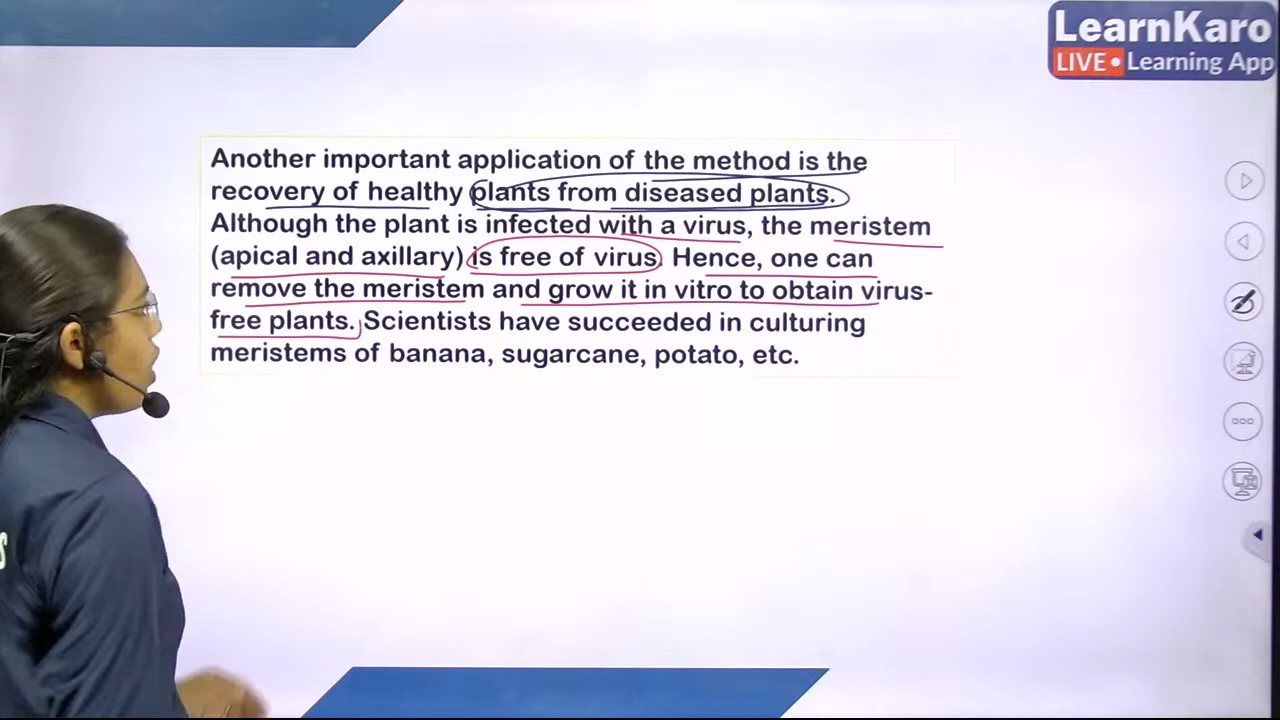 LearnKaro
LIVE • Learning App
Another important application of the method is the
recovery of healthy plants from diseased plants.
Although the plant is infected with a virus, the meristem
(apical and axillary) is free of virus. Hence, one can
remove the meristem and grow it in vitro to obtain virus-
free plants. Scientists have succeeded in culturing
meristems of banana, sugarcane, potato, etc.